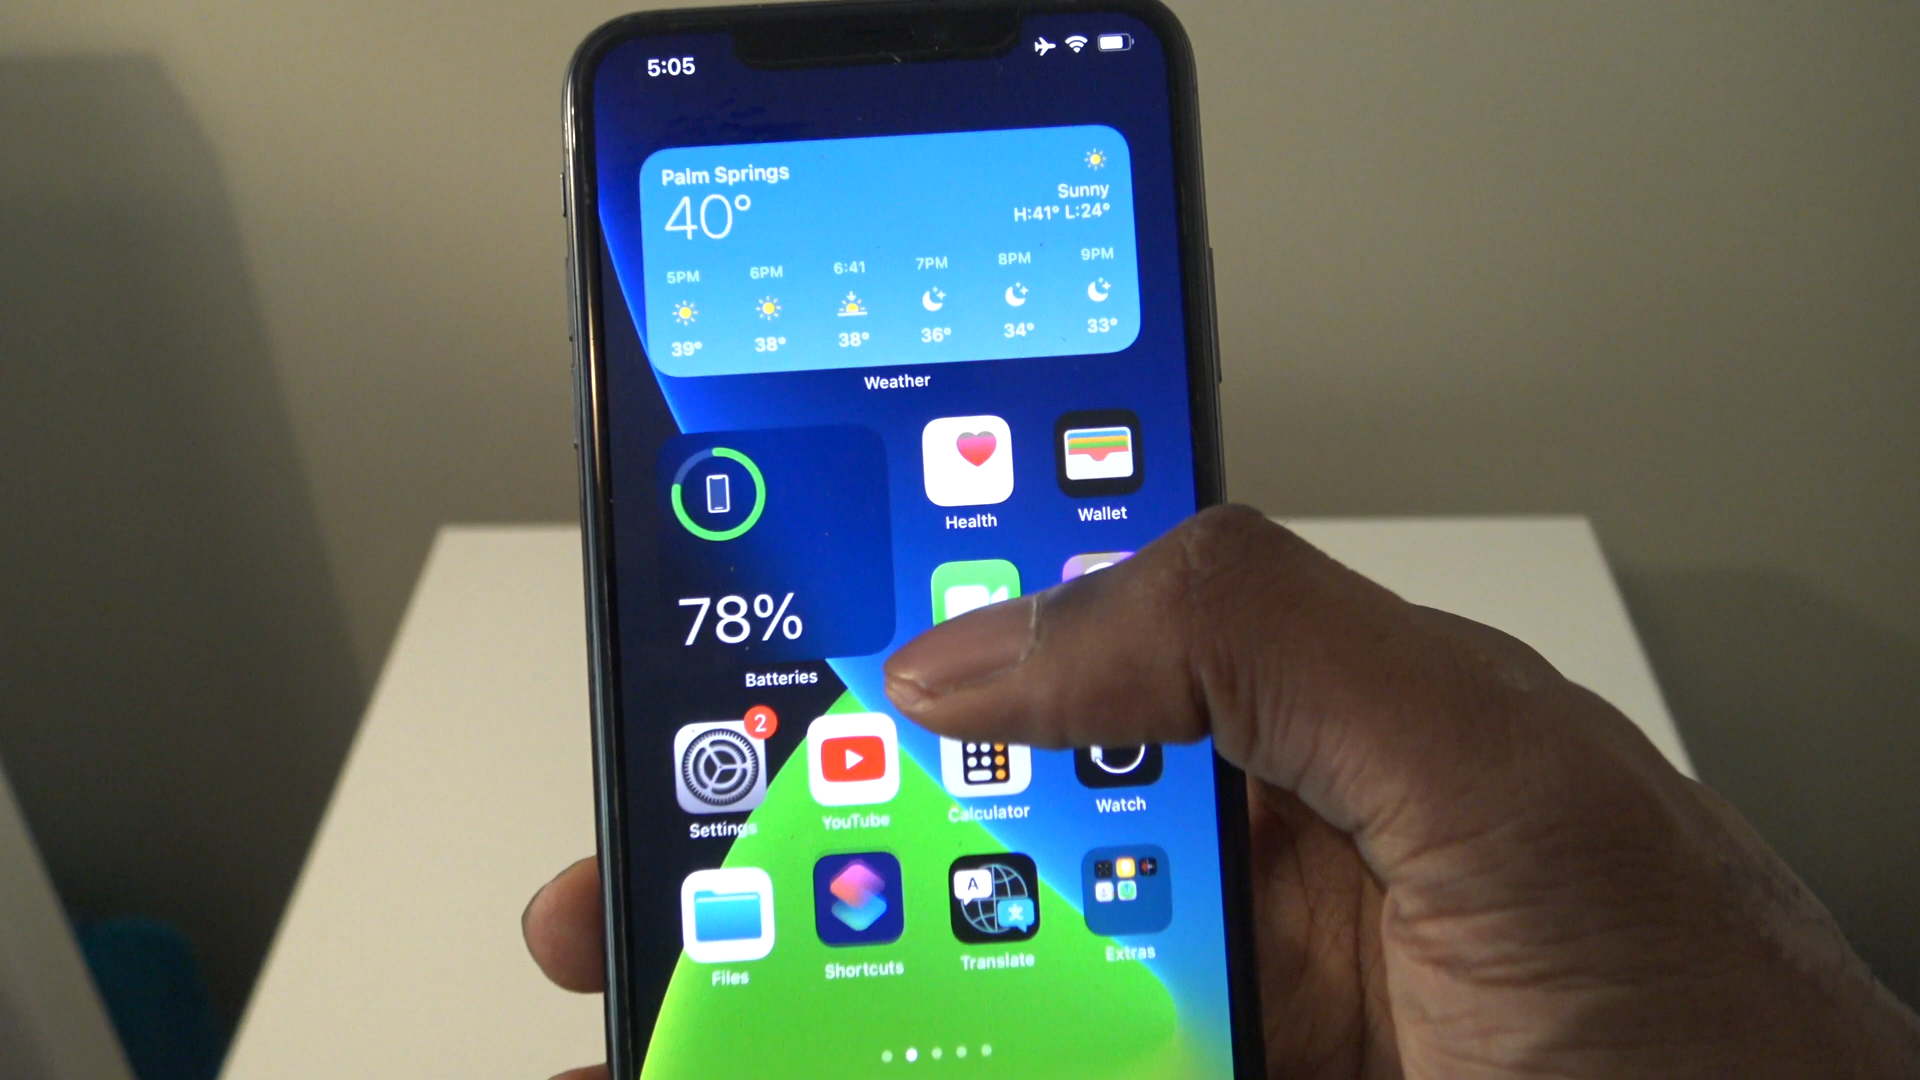 5:05
Palm Springs
40°
Sunny
H:41° L:24°
5PM 6PM 6:41 7PM 8PM 9PM
39° 38° 38° 36° 34° 33°
Weather
78%
Batteries
Health Wallet
2
Settings YouTube Calculator Watch
A 文
Files Shortcuts Translate Extras